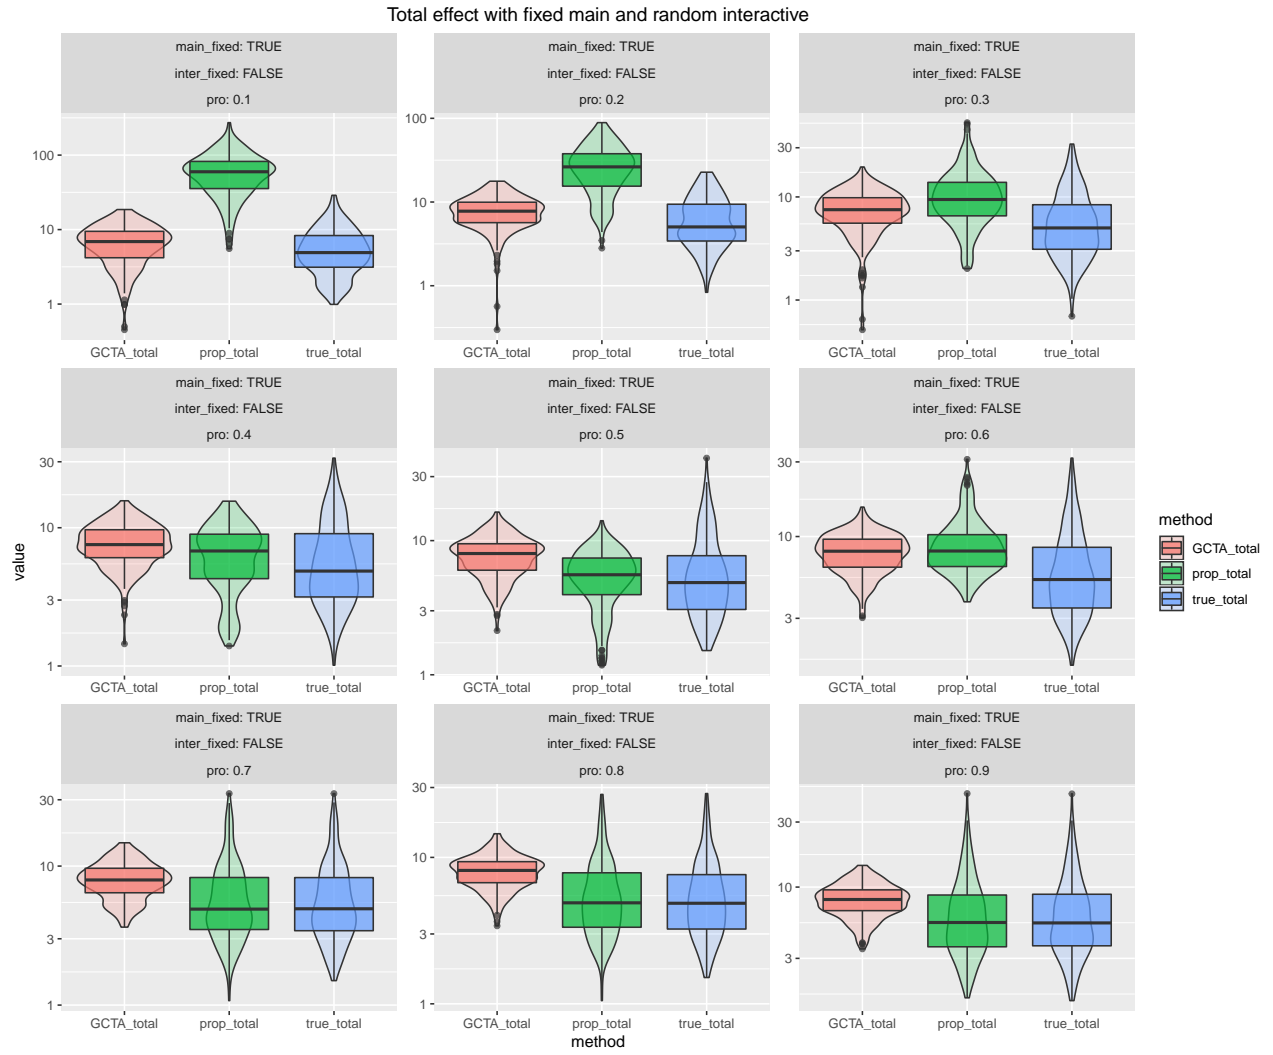 Total effect with fixed main and random interactive
main_fixed: TRUE
inter_fixed: FALSE
pro: 0.1
100
10
1
GCTA_total prop_total true_total
main_fixed: TRUE
inter_fixed: FALSE
pro: 0.2
100
10
1
GCTA_total prop_total true_total
main_fixed: TRUE
inter_fixed: FALSE
pro: 0.3
30
10
3
1
GCTA_total prop_total true_total
main_fixed: TRUE
inter_fixed: FALSE
pro: 0.4
30
10
3
1
GCTA_total prop_total true_total
main_fixed: TRUE
inter_fixed: FALSE
pro: 0.5
30
10
3
1
GCTA_total prop_total true_total
main_fixed: TRUE
inter_fixed: FALSE
pro: 0.6
30
10
3
GCTA_total prop_total true_total
main_fixed: TRUE
inter_fixed: FALSE
pro: 0.7
30
10
3
1
GCTA_total prop_total true_total
main_fixed: TRUE
inter_fixed: FALSE
pro: 0.8
30
10
3
1
GCTA_total prop_total true_total
main_fixed: TRUE
inter_fixed: FALSE
pro: 0.9
30
10
3
GCTA_total prop_total true_total
value
method
method
GCTA_total
prop_total
true_total